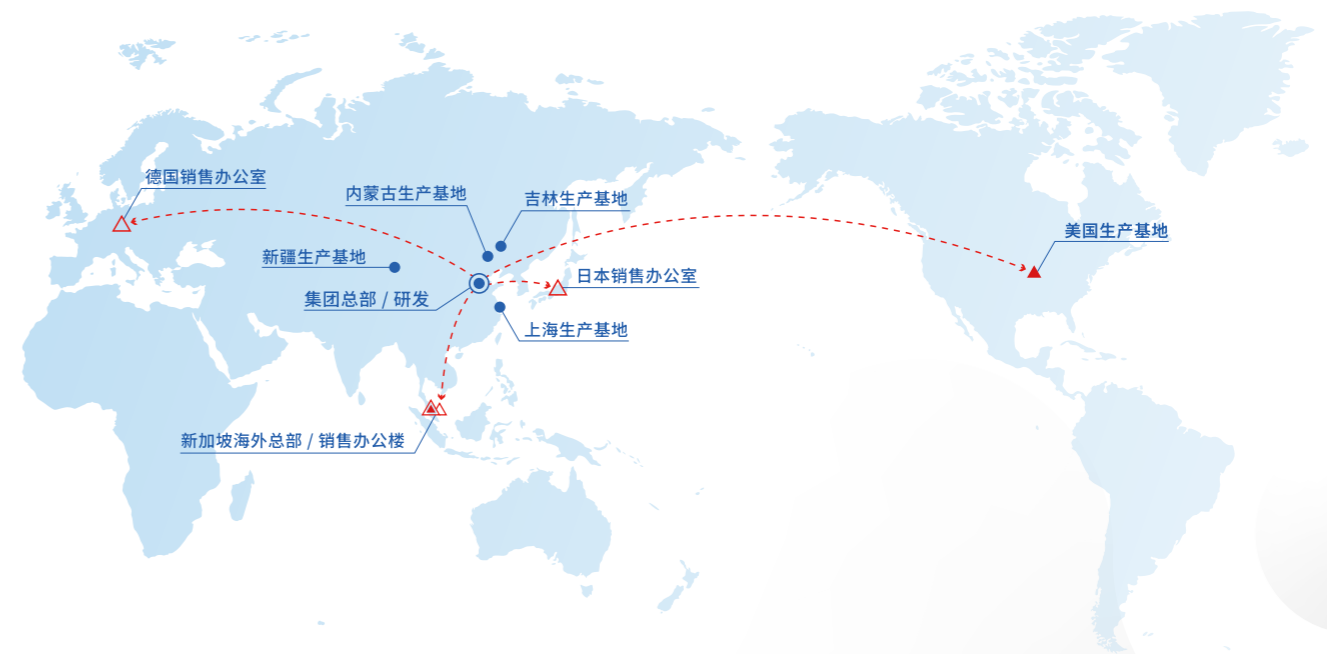 德国销售办公室
内蒙古生产基地
吉林生产基地
美国生产基地
新疆生产基地
日本销售办公室
集团总部 / 研发
上海生产基地
新加坡海外总部 / 销售办公楼